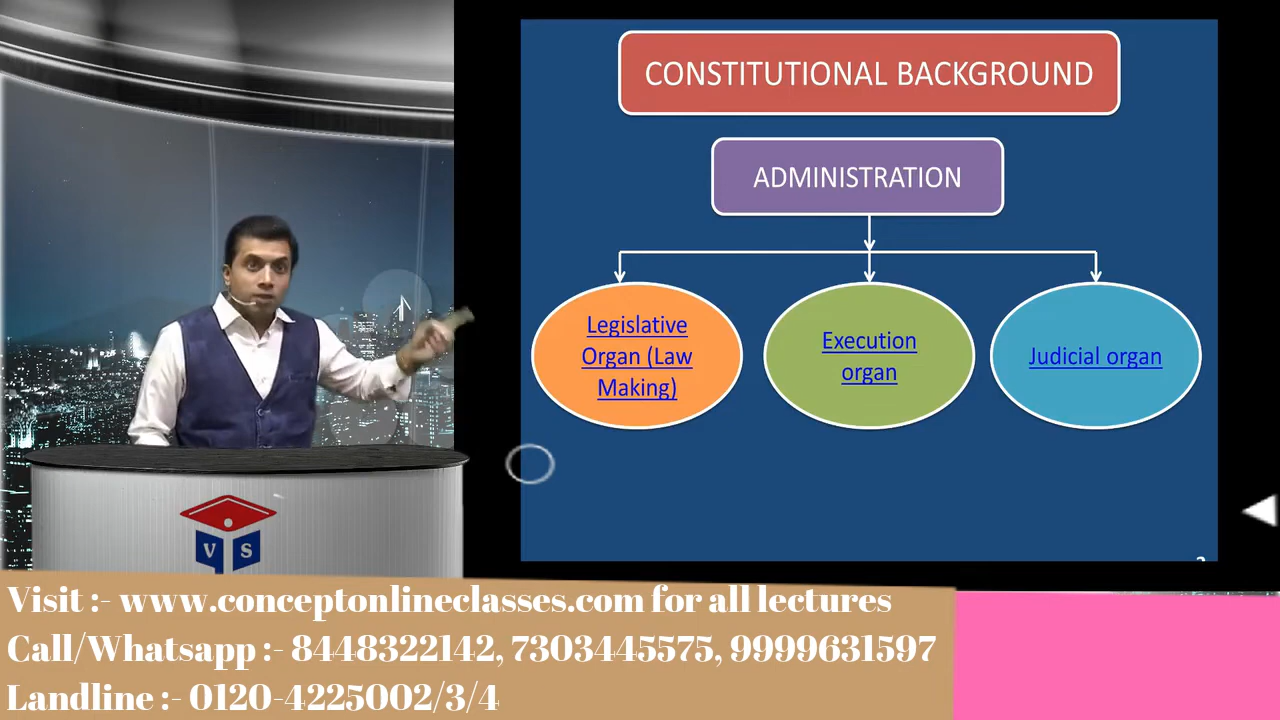 CONSTITUTIONAL BACKGROUND
ADMINISTRATION
Legislative
Organ (Law
Making)
Execution
organ
Judicial organ
V S
Visit :- www.conceptonlineclasses.com for all lectures
Call/Whatsapp :- 8448322142, 7303445575, 9999631597
Landline :- 0120-4225002/3/4